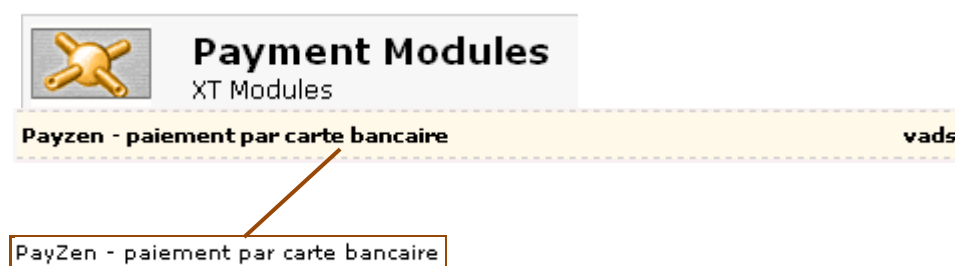 Payment Modules
XT Modules
Payzen - paiement par carte bancaire vads
PayZen - paiement par carte bancaire